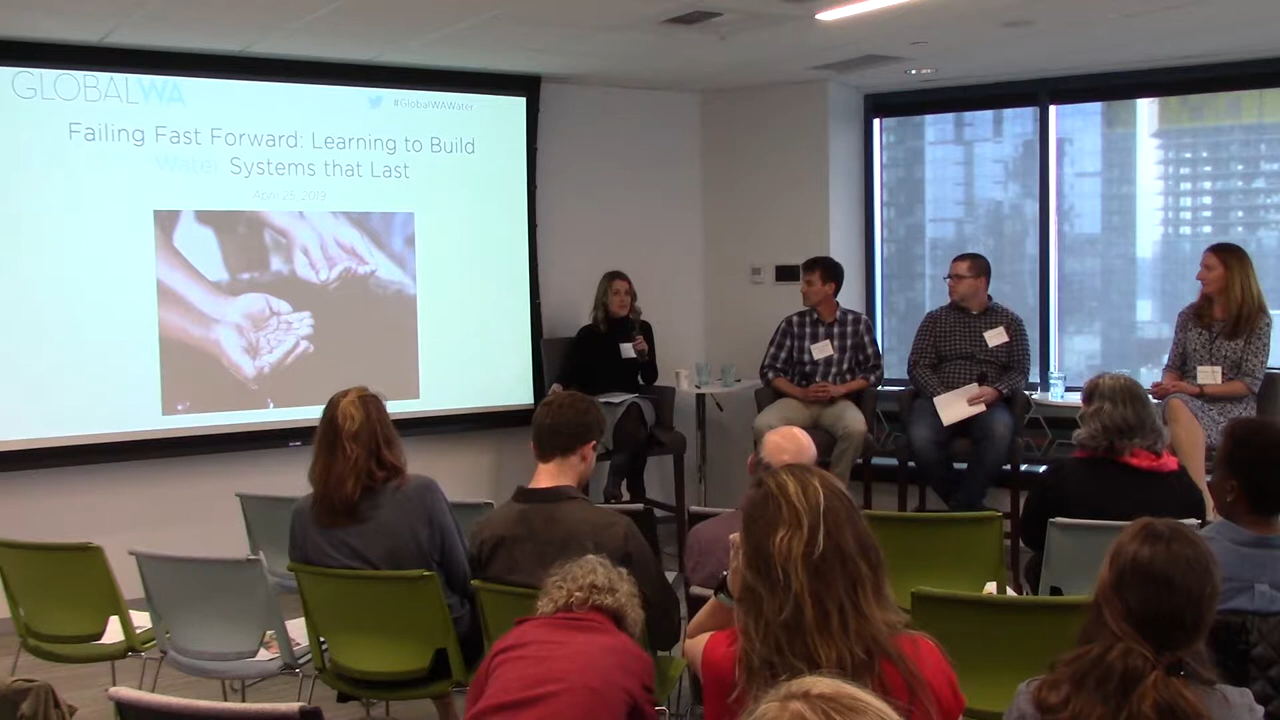 GLOBALWA
#GlobalWAWater
Failing Fast Forward: Learning to Build
Water Systems that Last
April 25, 2019